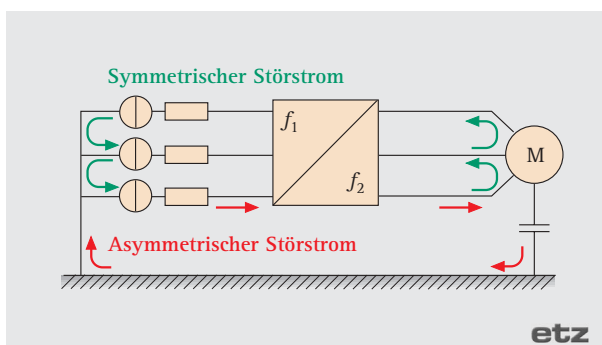 Symmetrischer Störstrom
f₁
f₂
M
Asymmetrischer Störstrom
etz